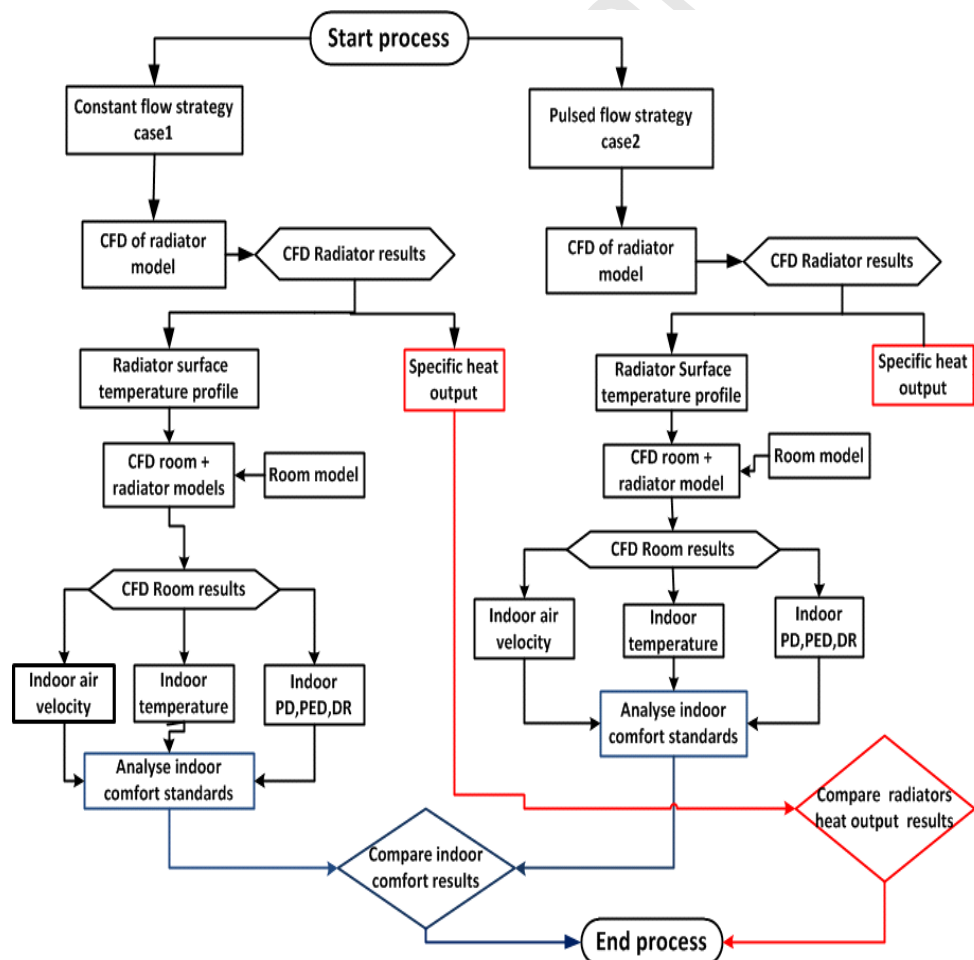 Start process
Constant flow strategy
case1
Pulsed flow strategy
case2
CFD of radiator
model
CFD Radiator results
CFD of radiator
model
CFD Radiator results
Radiator surface
temperature profile
Specific heat
output
Radiator Surface
temperature profile
Specific heat
output
CFD room +
radiator models
Room model
CFD room +
radiator model
Room model
CFD Room results
CFD Room results
Indoor air
velocity
Indoor
temperature
Indoor
PD,PED,DR
Indoor air
velocity
Indoor
temperature
Indoor
PD,PED,DR
Analyse indoor
comfort standards
Analyse indoor
comfort standards
Compare radiators
heat output results
Compare indoor
comfort results
End process